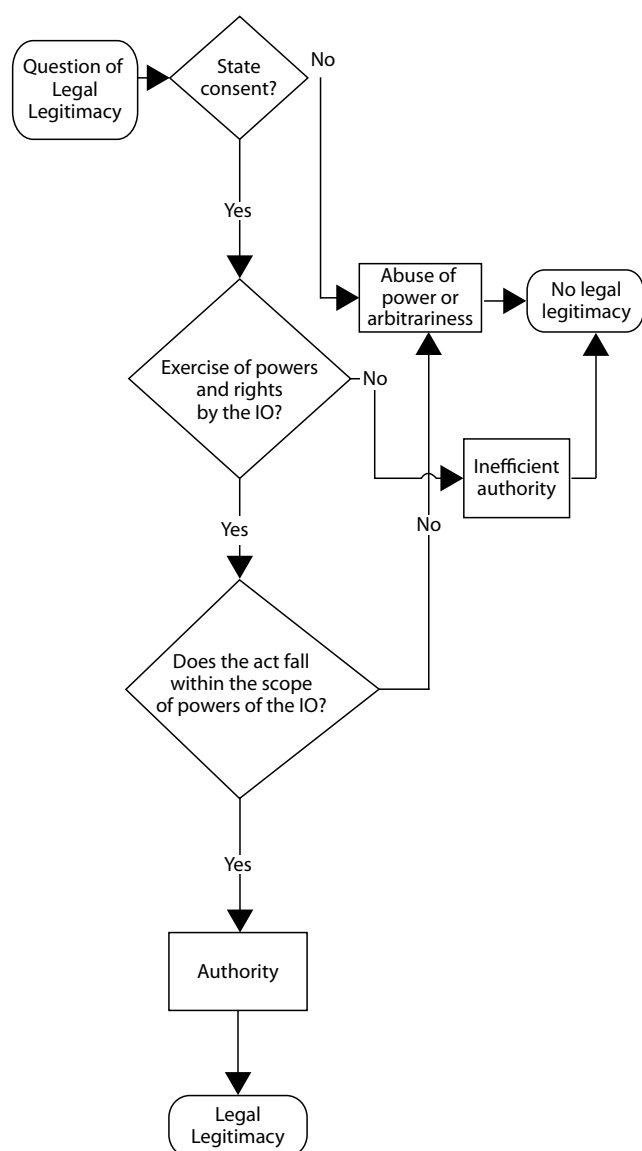 Question of
Legal
Legitimacy
State
consent?
No
Yes
Abuse of
power or
arbitrariness
No legal
legitimacy
Exercise of powers
and rights
by the IO?
No
Inefficient
authority
Yes
No
Does the act fall
within the scope
of powers of the IO?
Yes
Authority
Legal
Legitimacy